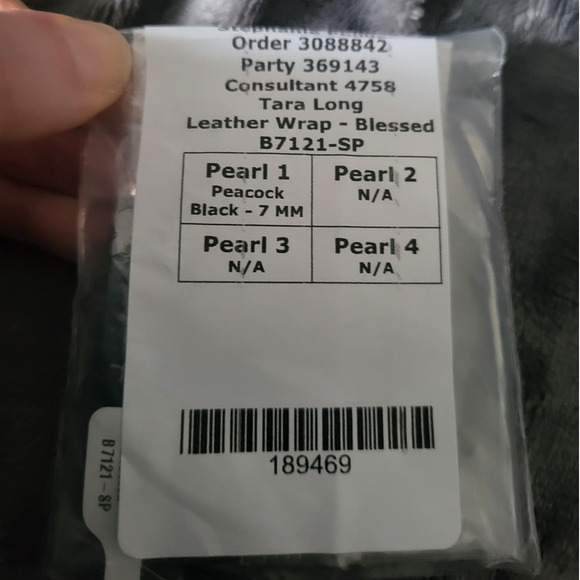 Order 3088842
Party 369143
Consultant 4758
Tara Long
Leather Wrap - Blessed
B7121-SP
Pearl 1
Peacock
Black - 7 MM
Pearl 2
N/A
Pearl 3
N/A
Pearl 4
N/A
189469
B7121-SP